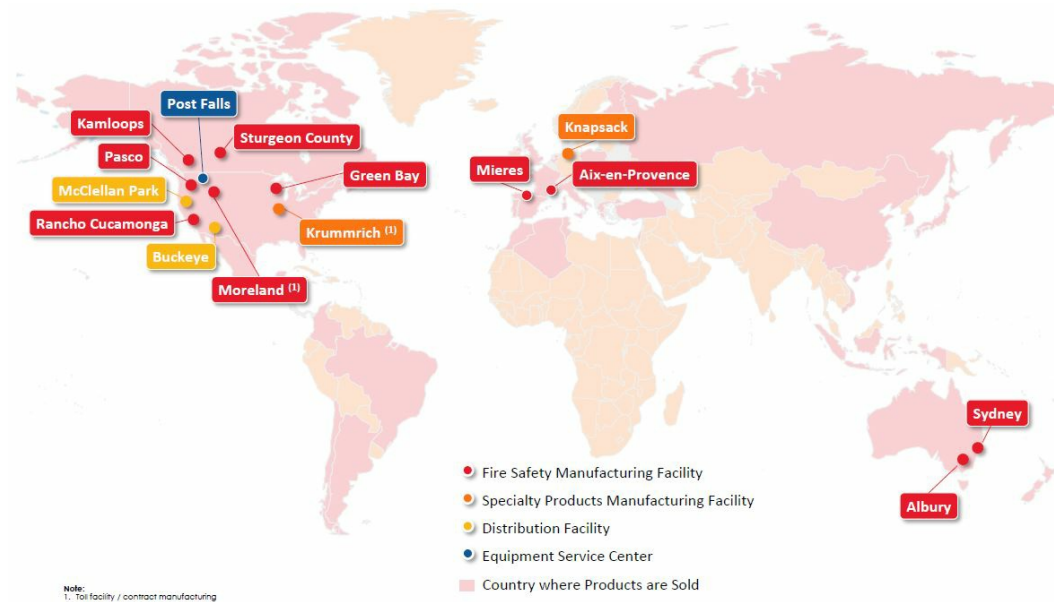 Post Falls
Kamloops
Sturgeon County
Pasco
McClellan Park
Green Bay
Rancho Cucamonga
Krummrich (1)
Buckeye
Moreland (1)
Knapsack
Mieres
Aix-en-Provence
Sydney
Albury
Fire Safety Manufacturing Facility
Specialty Products Manufacturing Facility
Distribution Facility
Equipment Service Center
Country where Products are Sold
Note:
1. Toll facility / contract manufacturing